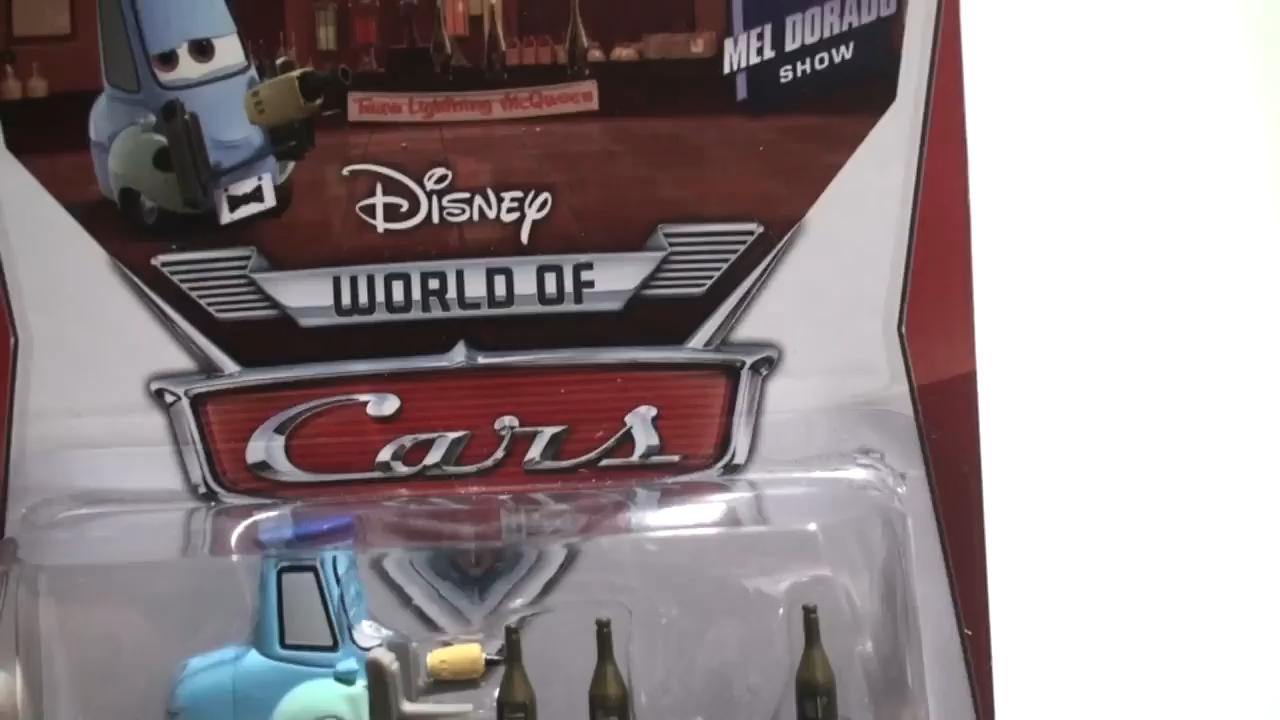 MEL DORADO
SHOW
Team Lightning McQueen
Disney
WORLD OF
Cars